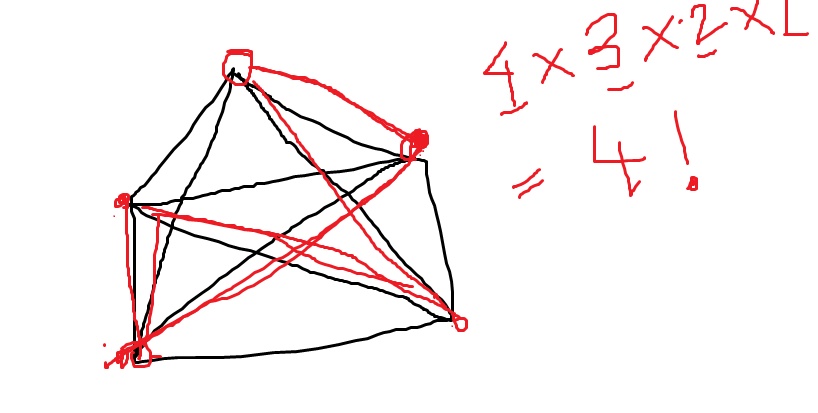 4 × 3 × 2 × 1
= 4!